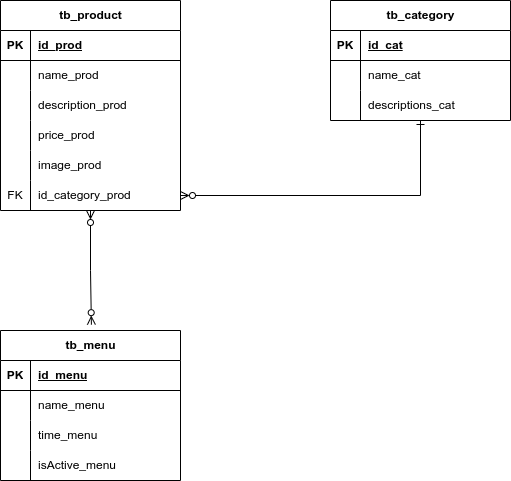 tb_product
PK id_prod
name_prod
description_prod
price_prod
image_prod
FK id_category_prod
tb_category
PK id_cat
name_cat
descriptions_cat
tb_menu
PK id_menu
name_menu
time_menu
isActive_menu